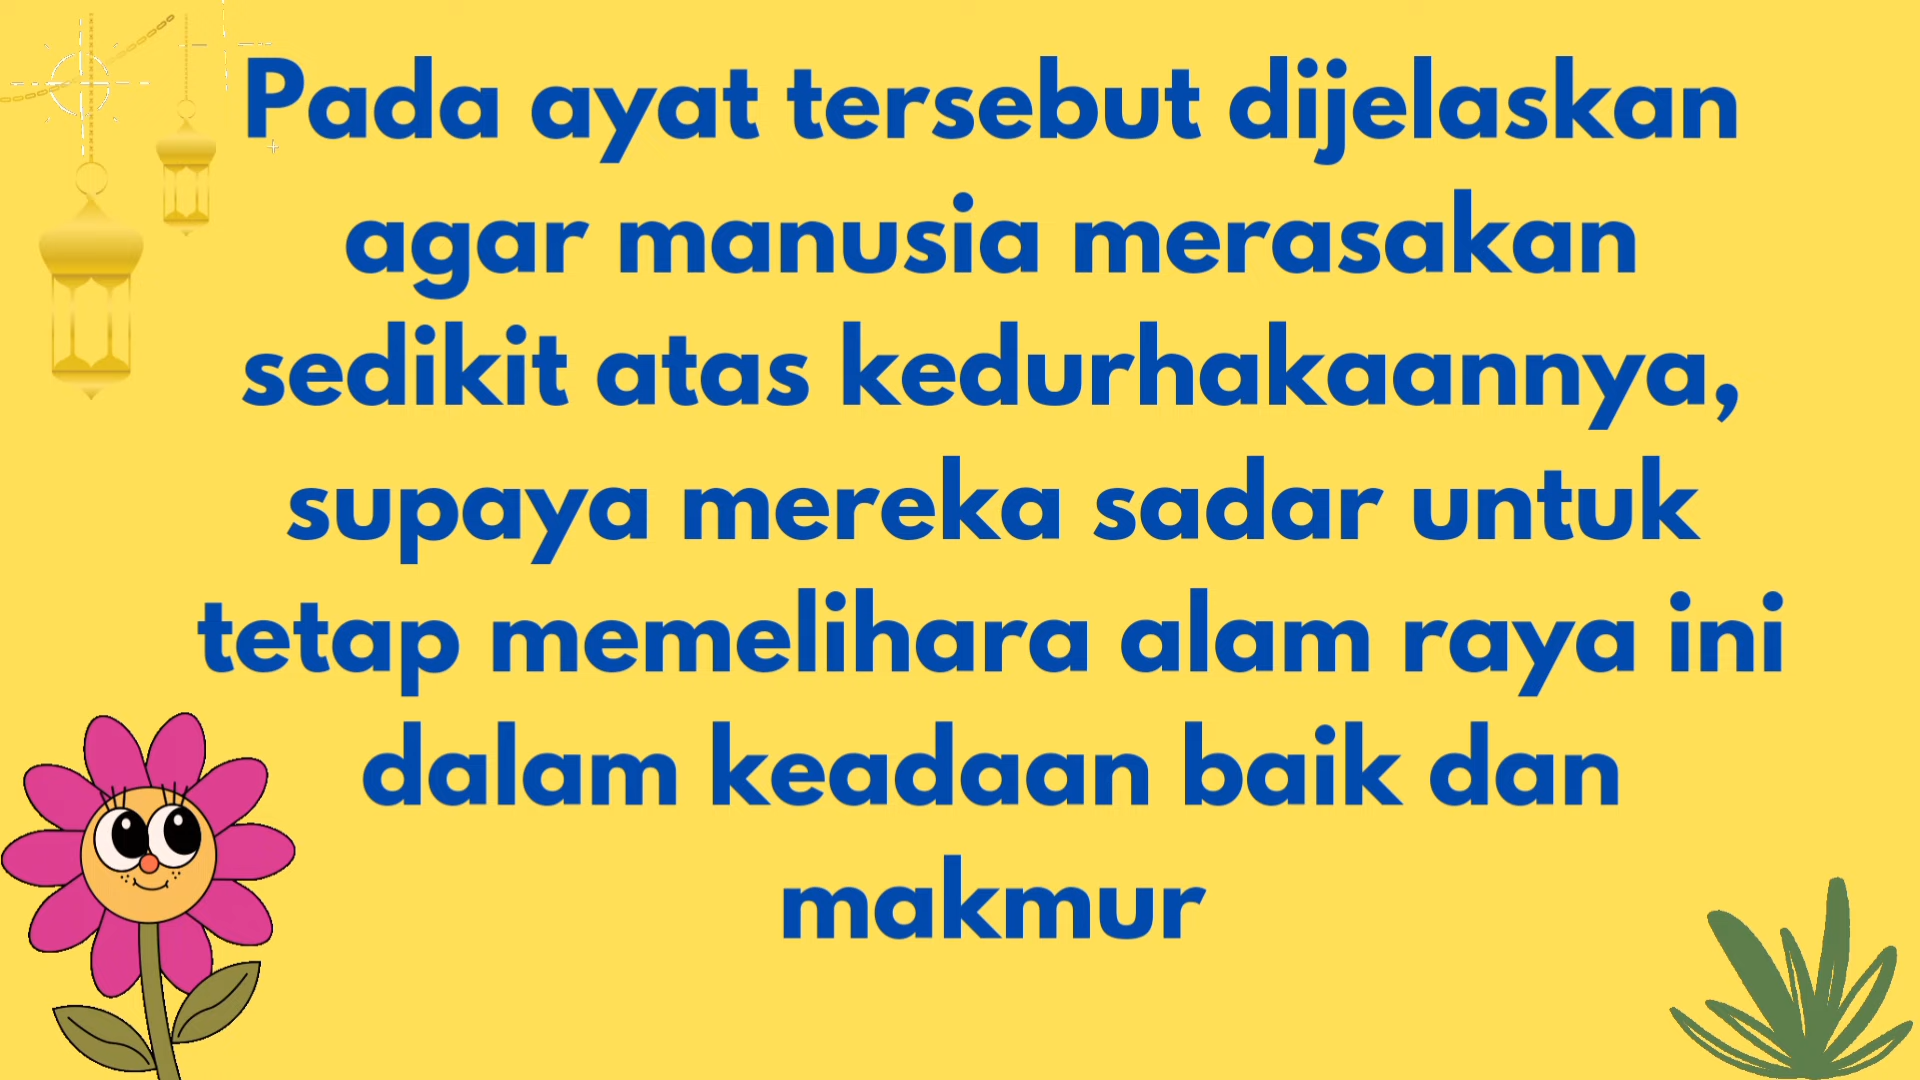 Pada ayat tersebut dijelaskan
agar manusia merasakan
sedikit atas kedurhakaannya,
supaya mereka sadar untuk
tetap memelihara alam raya ini
dalam keadaan baik dan
makmur